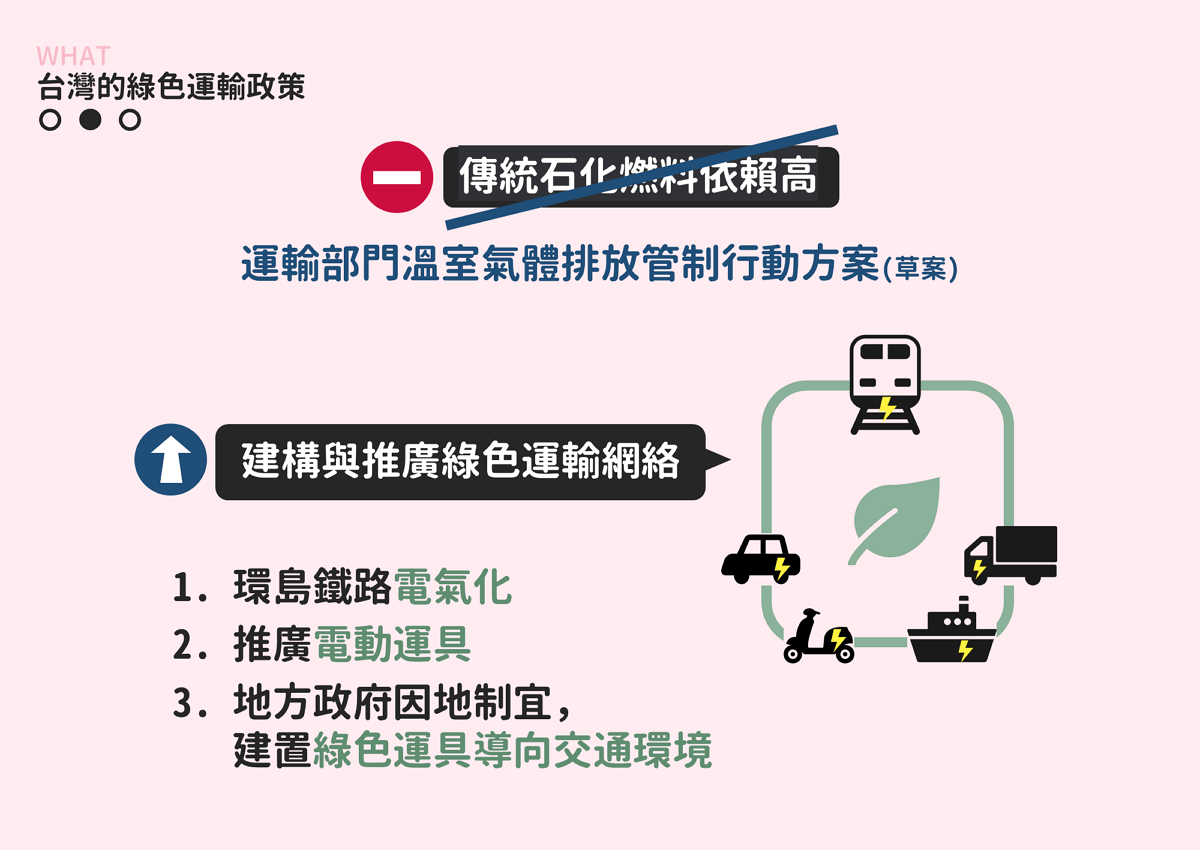 WHAT
台灣的綠色運輸政策
傳統石化燃料依賴高
運輸部門溫室氣體排放管制行動方案(草案)
建構與推廣綠色運輸網絡
1. 環島鐵路電氣化
2. 推廣電動運具
3. 地方政府因地制宜，
建置綠色運具導向交通環境